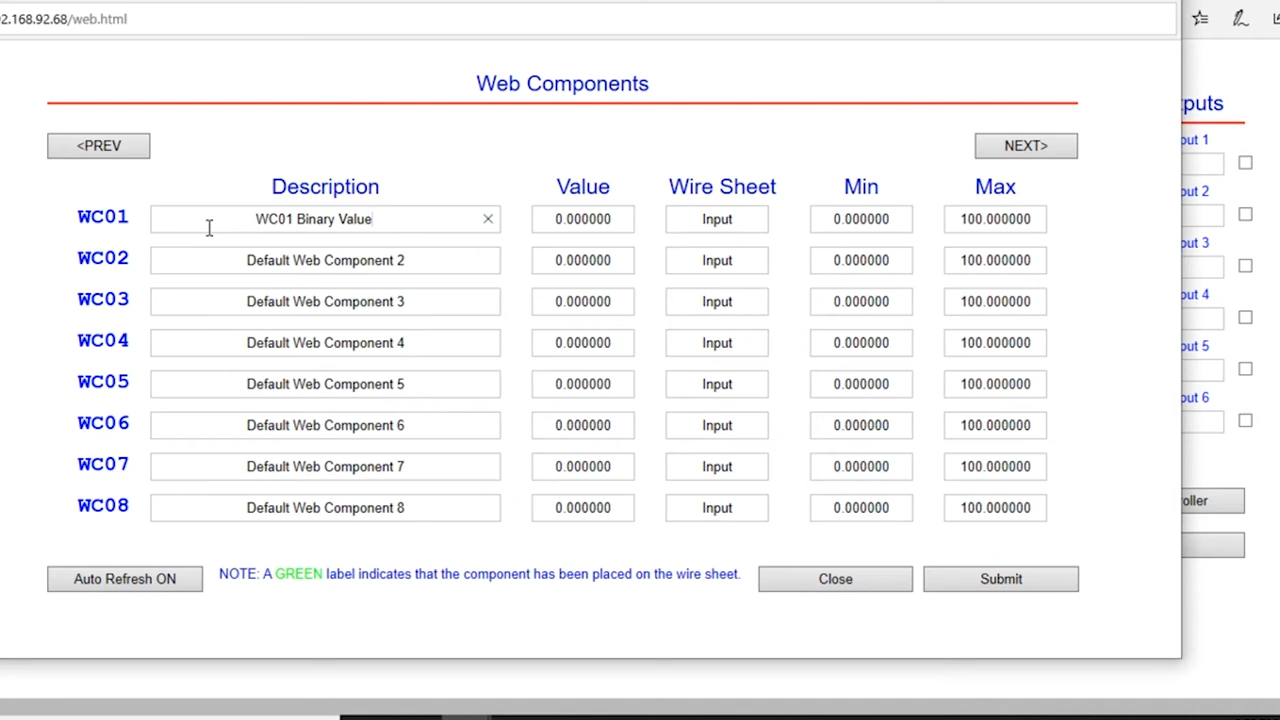 2.168.92.68/web.html
Web Components
<PREV
NEXT>
Description Value Wire Sheet Min Max
WC01 WC01 Binary Value 0.000000 Input 0.000000 100.000000
WC02 Default Web Component 2 0.000000 Input 0.000000 100.000000
WC03 Default Web Component 3 0.000000 Input 0.000000 100.000000
WC04 Default Web Component 4 0.000000 Input 0.000000 100.000000
WC05 Default Web Component 5 0.000000 Input 0.000000 100.000000
WC06 Default Web Component 6 0.000000 Input 0.000000 100.000000
WC07 Default Web Component 7 0.000000 Input 0.000000 100.000000
WC08 Default Web Component 8 0.000000 Input 0.000000 100.000000
Auto Refresh ON NOTE: A GREEN label indicates that the component has been placed on the wire sheet. Close Submit
puts
out 1
out 2
out 3
out 4
out 5
out 6
oller